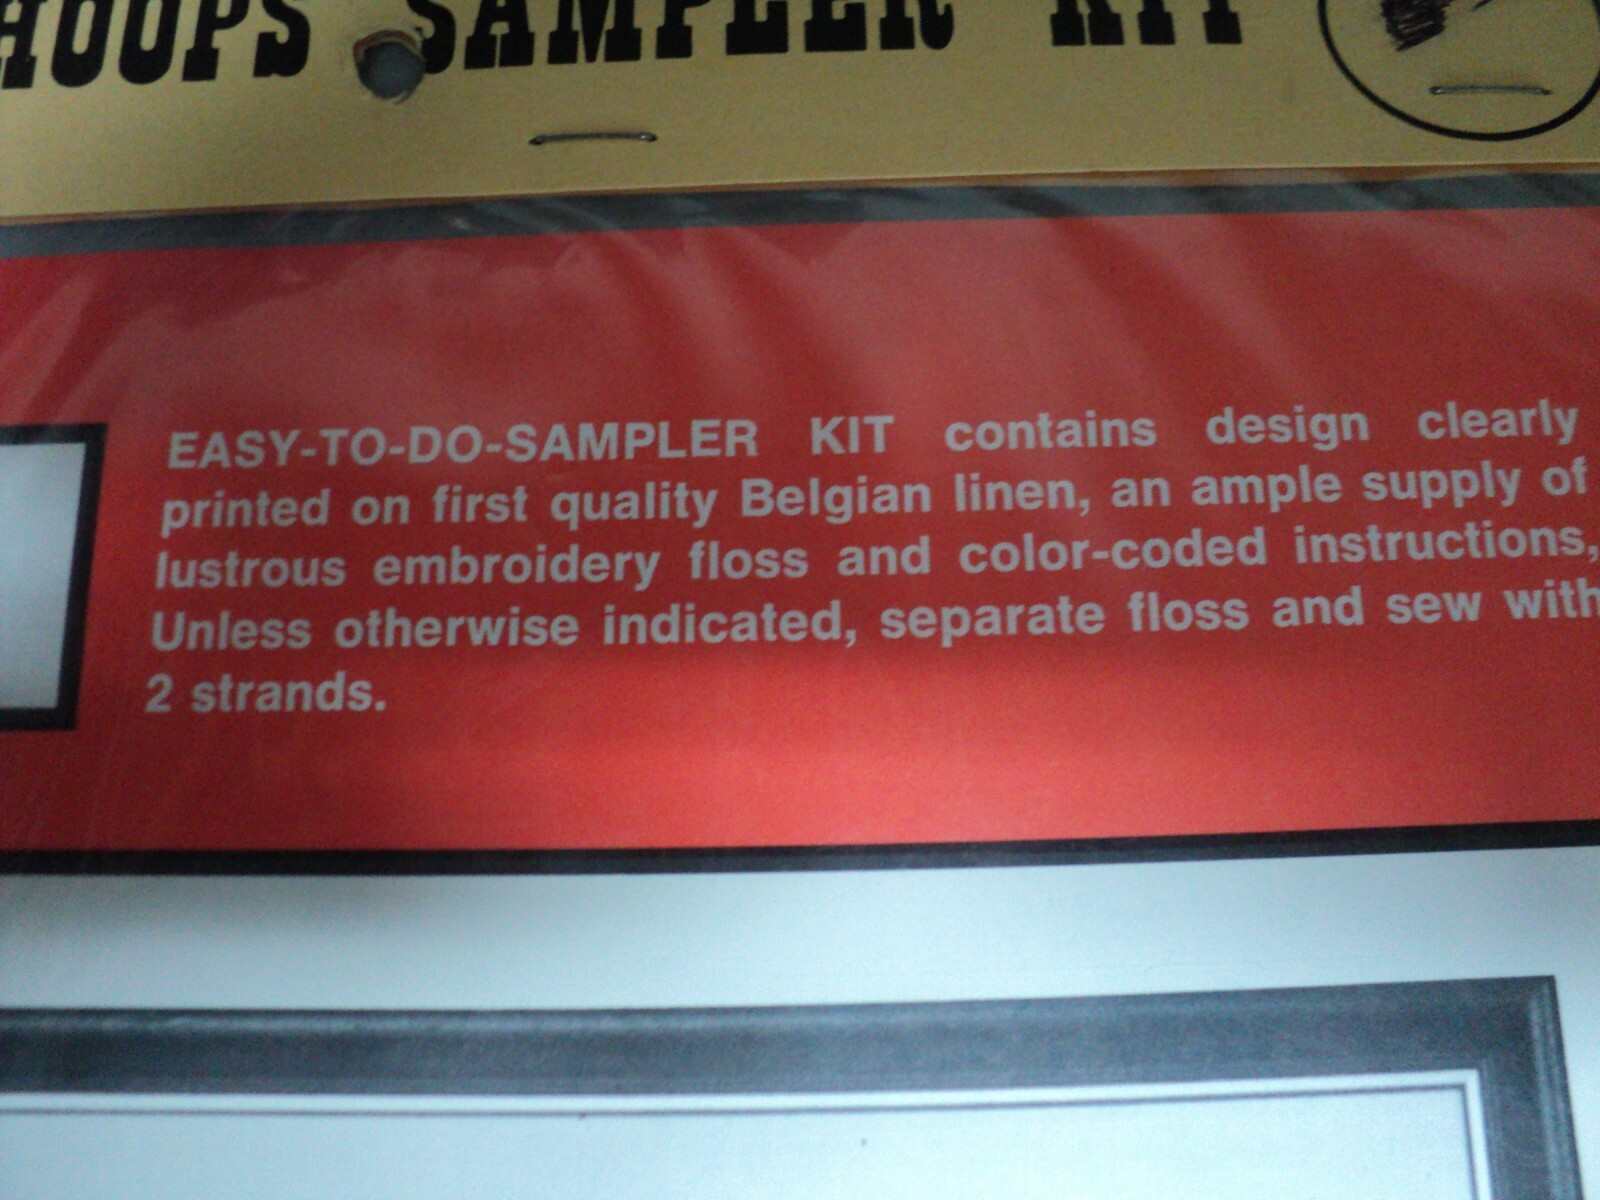 HOOPS SAMPLER KIT
EASY-TO-DO-SAMPLER KIT contains design clearly
printed on first quality Belgian linen, an ample supply of
lustrous embroidery floss and color-coded instructions,
Unless otherwise indicated, separate floss and sew with
2 strands.